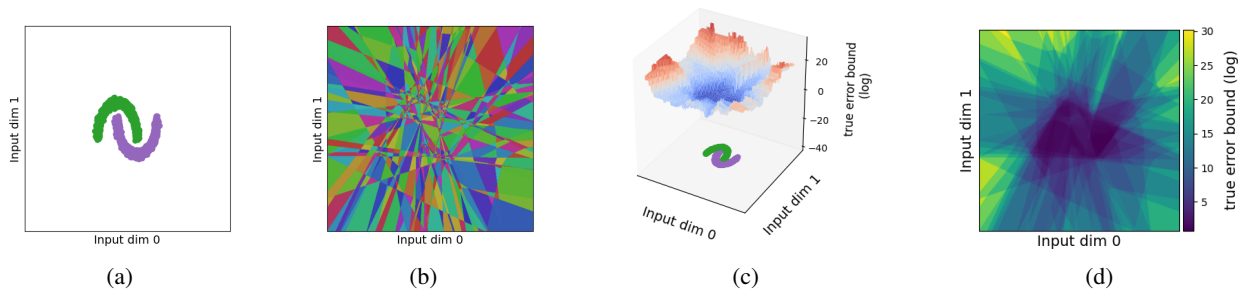 Input dim 1
Input dim 0
(a)
Input dim 1
Input dim 0
(b)
20
0
−20
−40
true error bound
(log)
Input dim 0
Input dim 1
(c)
Input dim 1
Input dim 0
30
25
20
15
10
5
true error bound (log)
(d)